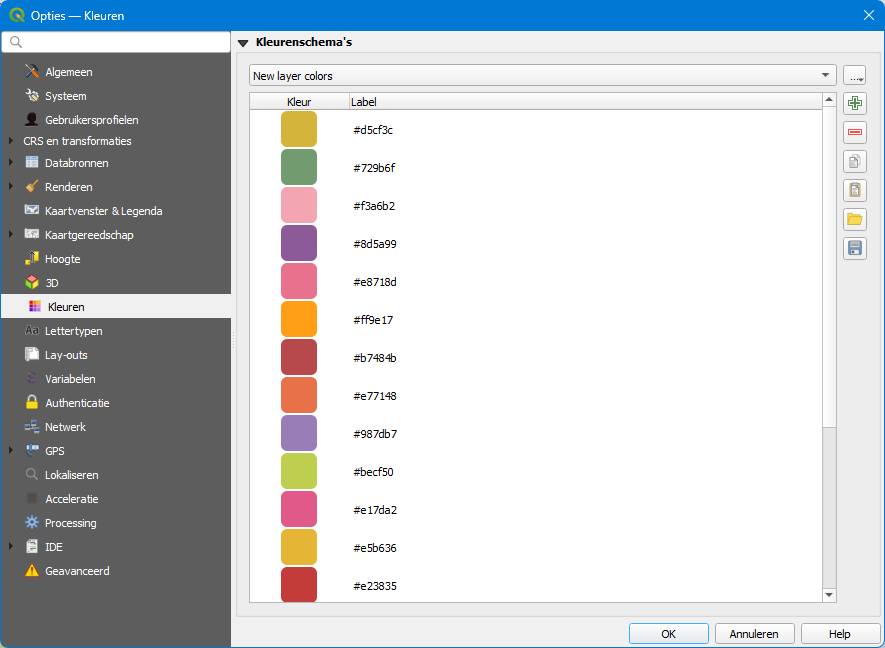 Opties — Kleuren
Algemeen
Systeem
Gebruikersprofielen
CRS en transformaties
Databronnen
Renderen
Kaartvenster & Legenda
Kaartgereedschap
Hoogte
3D
Kleuren
Aa Lettertypen
Lay-outs
Variabelen
Authenticatie
Netwerk
GPS
Lokaliseren
Acceleratie
Processing
IDE
Geavanceerd
Kleurenschema's
New layer colors
...
Kleur Label
#d5cf3c
#729b6f
#f3a6b2
#8d5a99
#e8718d
#ff9e17
#b7484b
#e77148
#987db7
#becf50
#e17da2
#e5b636
#e23835
OK Annuleren Help